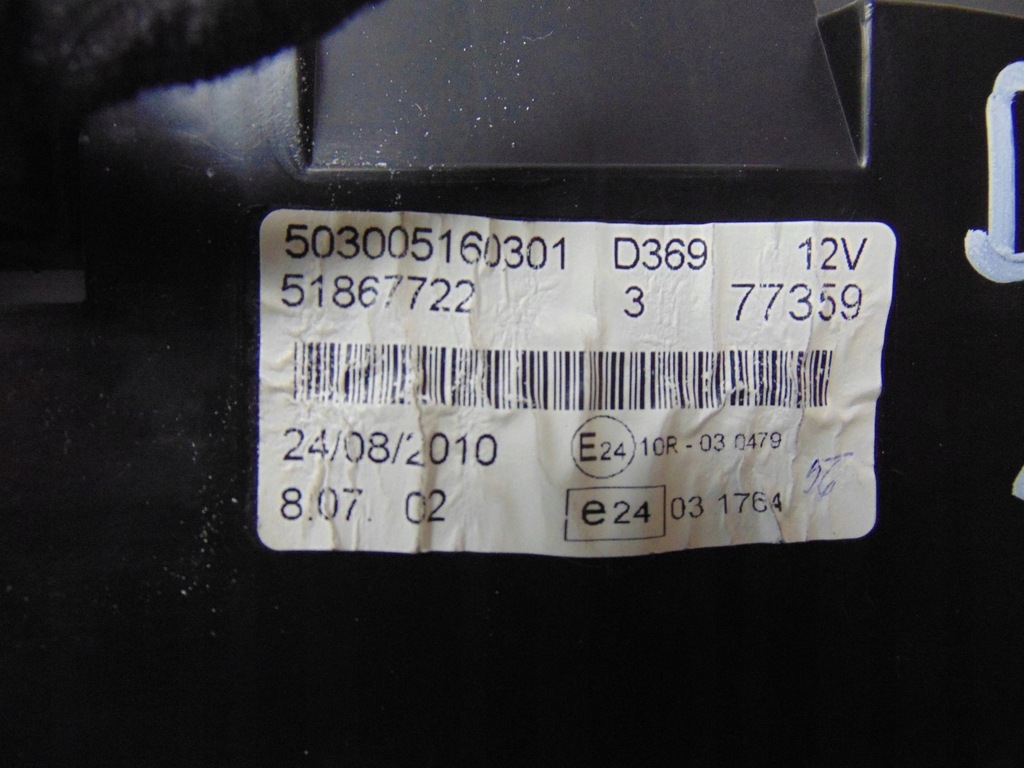 503005160301 D369 12V
51867722 3 77359
24/08/2010 E24 10R - 03 0479
8.07. 02 e24 03 1764
56